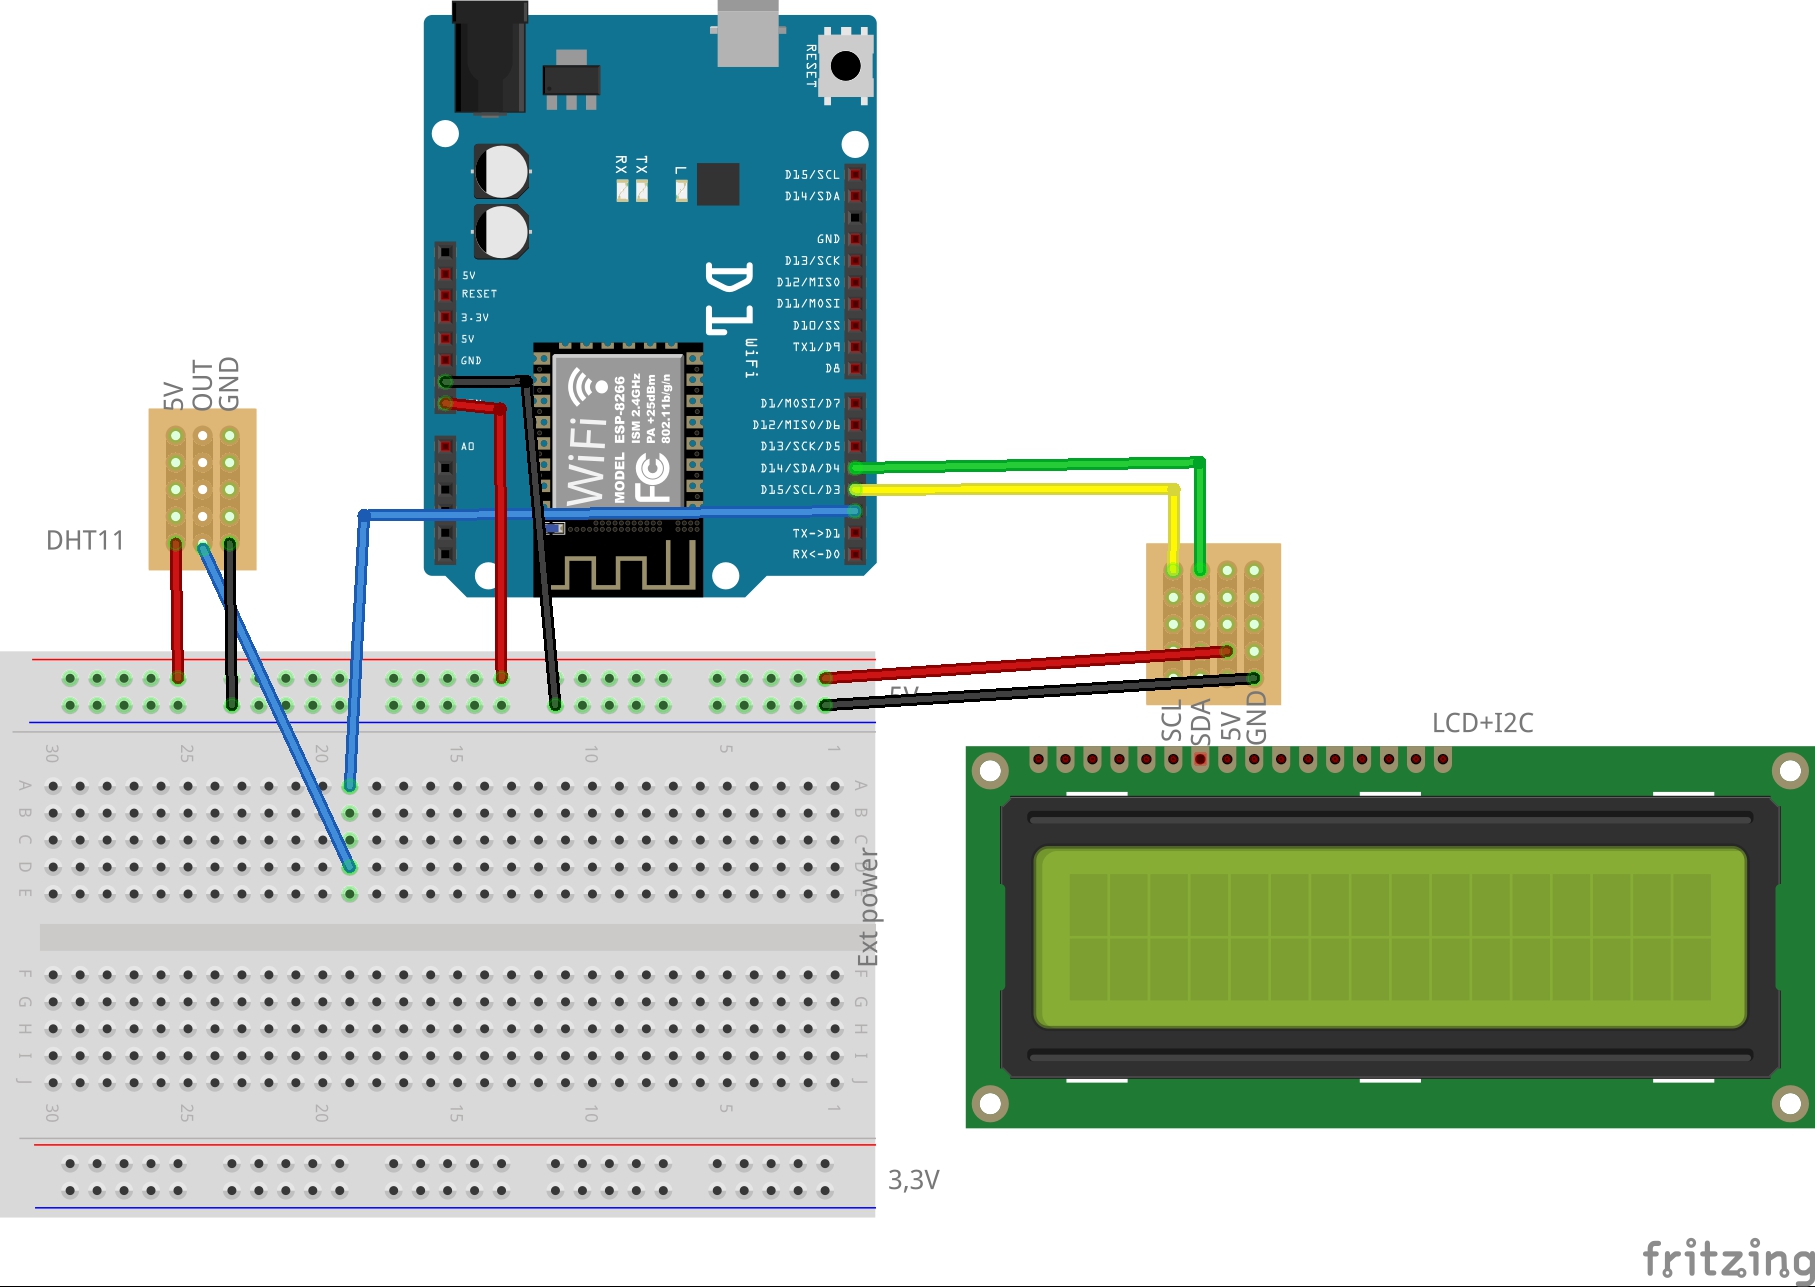 RESET
RX
TX
L
D15/SCL
D14/SDA
GND
D13/SCK
D12/MISO
D11/MOSI
D10/SS
TX1/D9
D8
D1/MOSI/D7
D12/MISO/D6
D13/SCK/D5
D14/SDA/D4
D15/SCL/D3
TX->D1
RX<-D0
D1
WiFi
5V
RESET
3.3V
5V
GND
A0
WiFi
MODEL ESP-8266
ISM 2.4GHz
PA +25dBm
802.11b/g/n
FC
5V
OUT
GND
DHT11
SCL
SDA
5V
GND
LCD+I2C
5V
30 25 20 15 10 5 1
A A
B B
C C
D D
E E
Ext power
F F
G G
H H
I I
J J
30 25 20 15 10 5 1
3,3V
fritzing